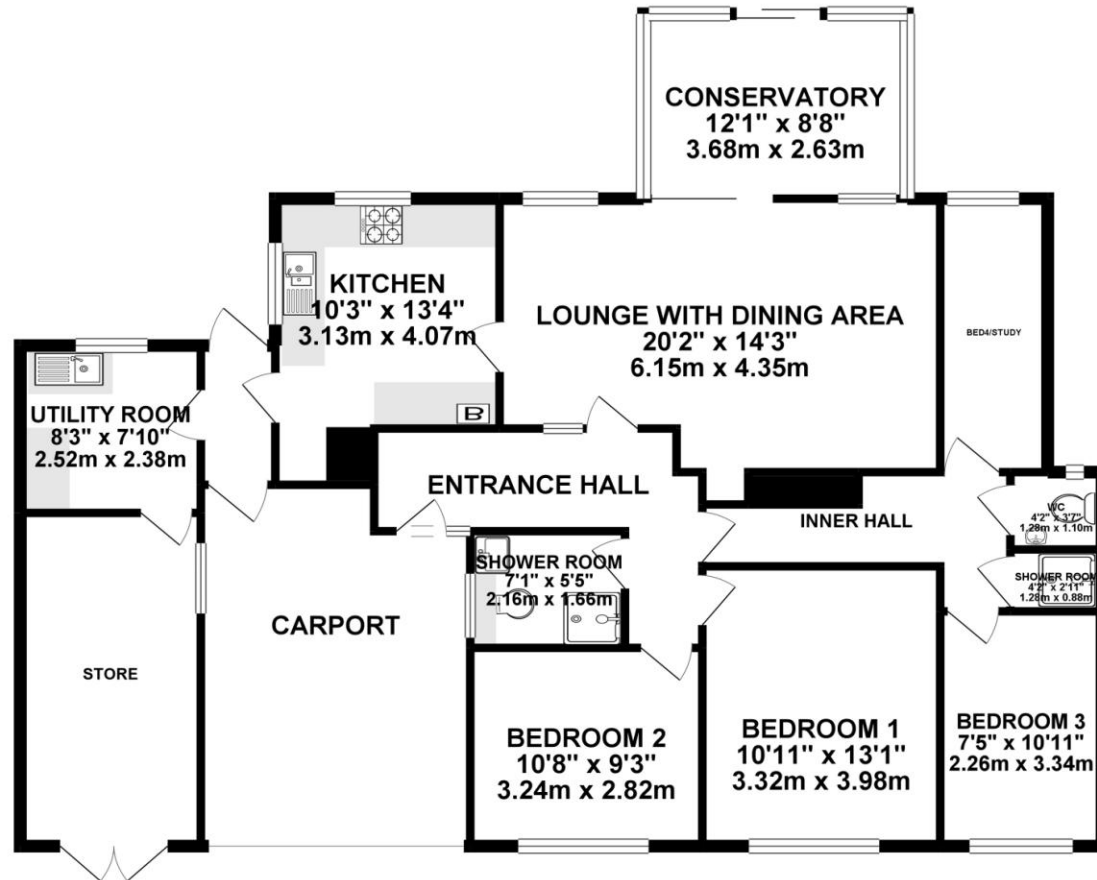 CONSERVATORY
12'1" x 8'8"
3.68m x 2.63m
KITCHEN
10'3" x 13'4"
3.13m x 4.07m
LOUNGE WITH DINING AREA
20'2" x 14'3"
6.15m x 4.35m
BED4/STUDY
UTILITY ROOM
8'3" x 7'10"
2.52m x 2.38m
B
ENTRANCE HALL
INNER HALL
WC
4'2" x 3'7"
1.28m x 1.10m
SHOWER ROOM
7'1" x 5'5"
2.16m x 1.66m
SHOWER ROOM
4'2" x 2'11"
1.28m x 0.88m
CARPORT
STORE
BEDROOM 2
10'8" x 9'3"
3.24m x 2.82m
BEDROOM 1
10'11" x 13'1"
3.32m x 3.98m
BEDROOM 3
7'5" x 10'11"
2.26m x 3.34m